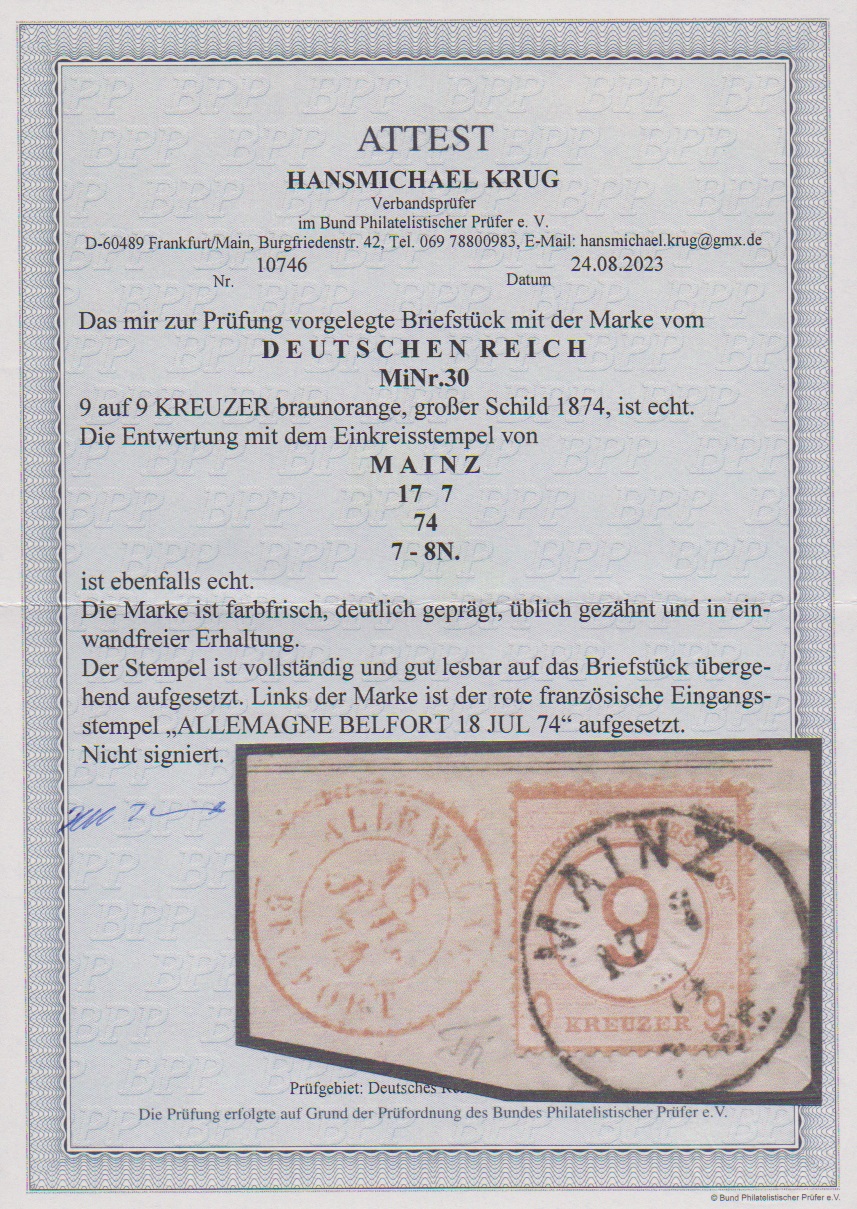 ATTEST
HANSMICHAEL KRUG
Verbandsprüfer
im Bund Philatelistischer Prüfer e. V.
D-60489 Frankfurt/Main, Burgfriedenstr. 42, Tel. 069 78800983, E-Mail: hansmichael.krug@gmx.de
Nr. 10746 Datum 24.08.2023
Das mir zur Prüfung vorgelegte Briefstück mit der Marke vom
DEUTSCHEN REICH
MiNr.30
9 auf 9 KREUZER braunorange, großer Schild 1874, ist echt.
Die Entwertung mit dem Einkreisstempel von
MAINZ
17 7
74
7 - 8N.
ist ebenfalls echt.
Die Marke ist farbfrisch, deutlich geprägt, üblich gezähnt und in ein-
wandfreier Erhaltung.
Der Stempel ist vollständig und gut lesbar auf das Briefstück überge-
hend aufgesetzt. Links der Marke ist der rote französische Eingangs-
stempel „ALLEMAGNE BELFORT 18 JUL 74“ aufgesetzt.
Nicht signiert.
ALLEMAGNE
18
JUIL
74
BELFORT
MAINZ
17 7
74
9
9 KREUZER 9
Prüfgebiet: Deutsches
Die Prüfung erfolgte auf Grund der Prüfordnung des Bundes Philatelistischer Prüfer e.V.
© Bund Philatelistischer Prüfer e.V.